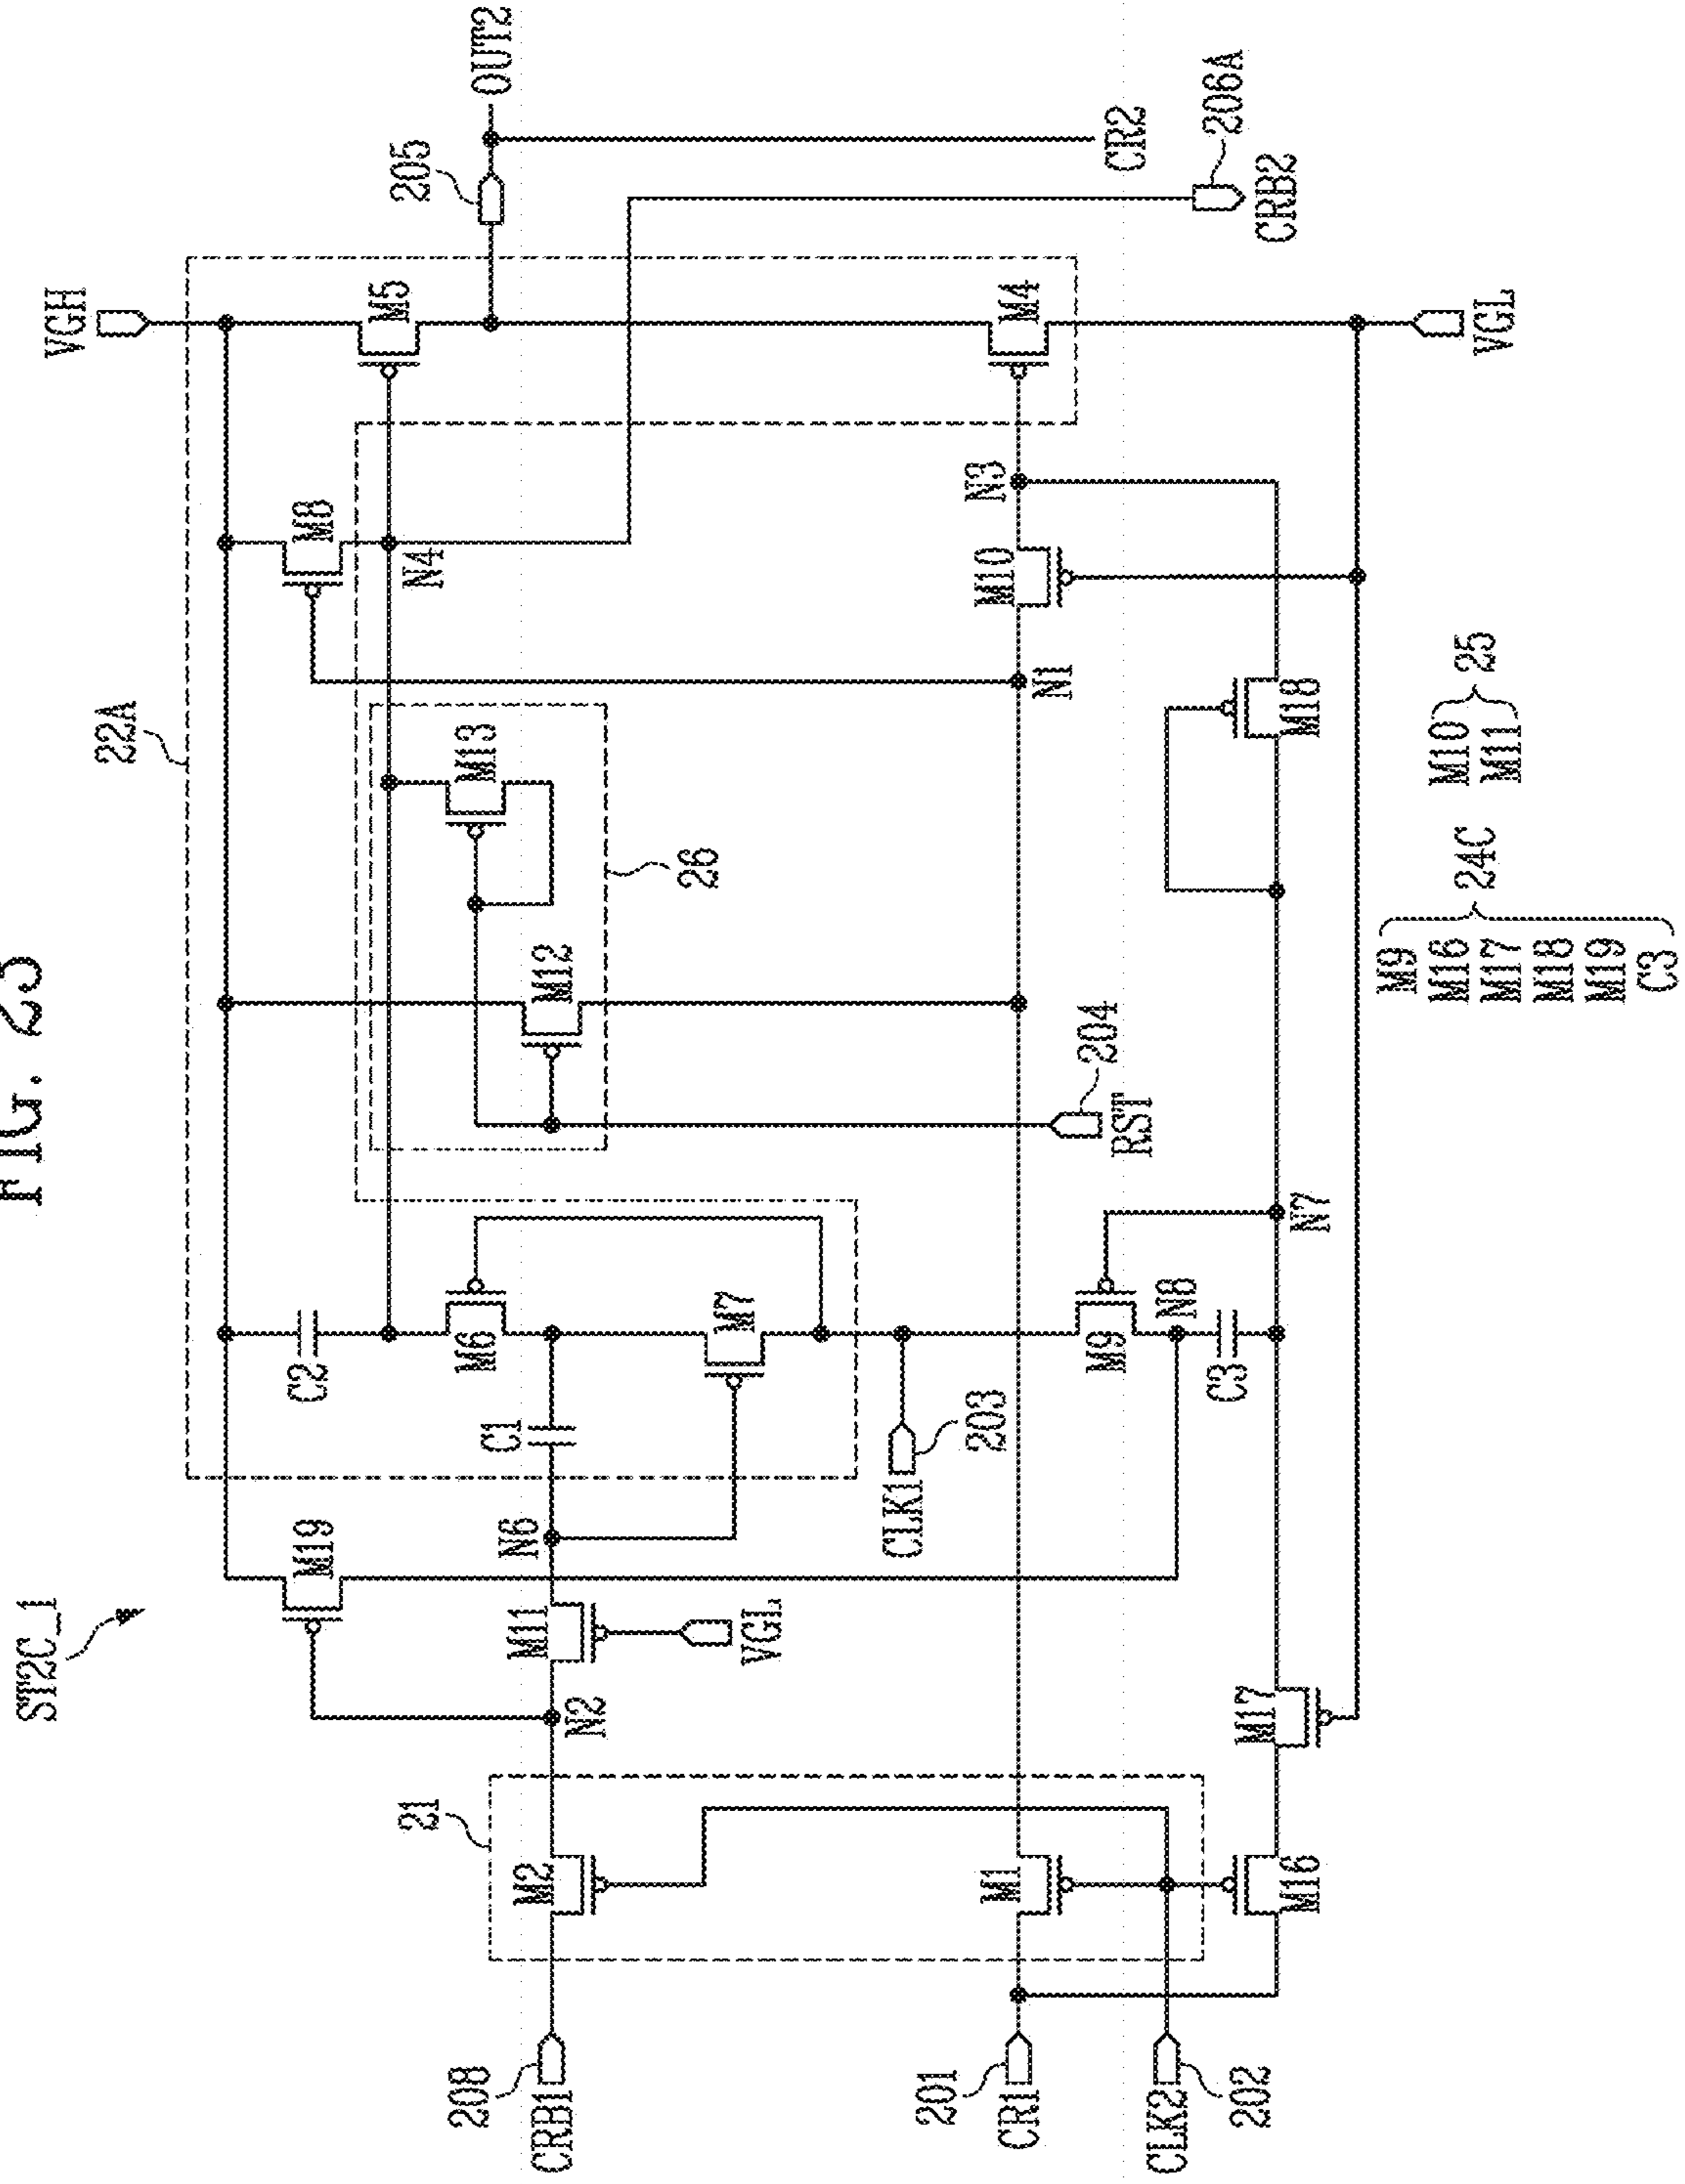 FIG. 23
ST2C_1
22A
VGH
M19
C2
M8
M5
205
OUT2
21
N6
C1
M6
M13
N4
208
CRB1
M2
N2
M11
M12
26
VGL
M7
CLK1
203
CR2
206A
CRB2
201
CR1
M1
RST
204
N1
M10
N3
M4
CLK2
202
M9
N8
C3
M16
M17
N7
M18
VGL
M9
M16
M17
M18
M19
C3
24C
M10
M11
25